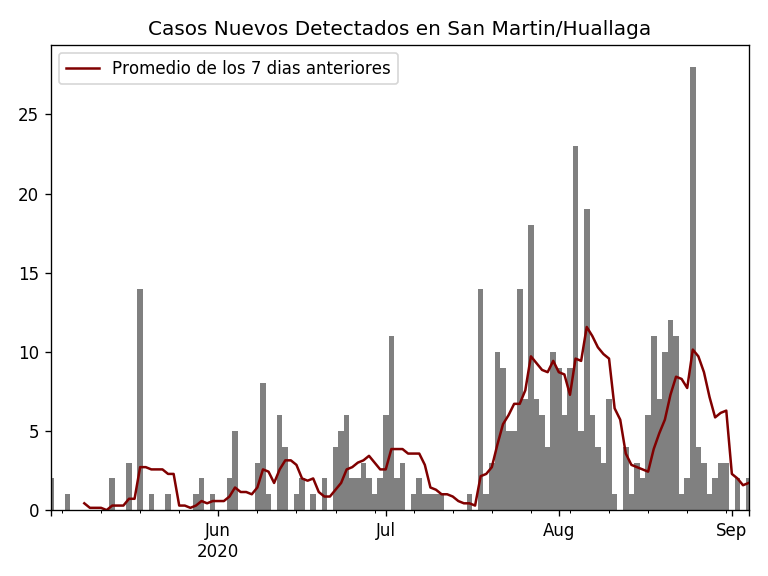 Casos Nuevos Detectados en San Martin/Huallaga
Promedio de los 7 dias anteriores
25
20
15
10
5
0
Jun
2020
Jul
Aug
Sep